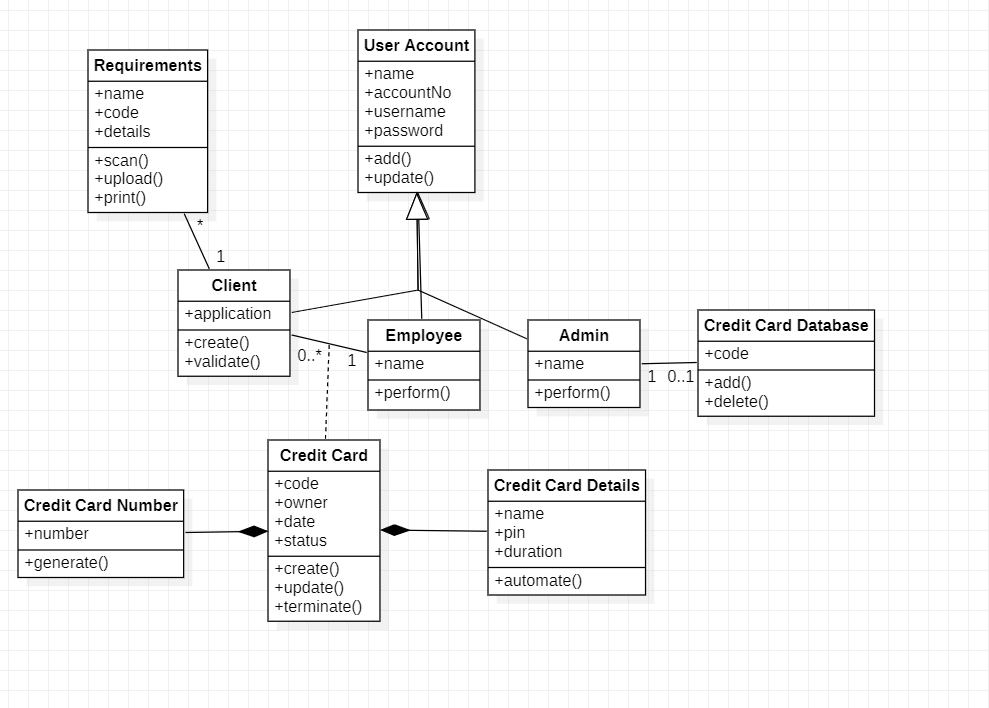 Requirements
+name
+code
+details
+scan()
+upload()
+print()
User Account
+name
+accountNo
+username
+password
+add()
+update()
*
1
Client
+application
+create()
+validate()
0..*
1
Employee
+name
+perform()
Admin
+name
+perform()
1
0..1
Credit Card Database
+code
+add()
+delete()
Credit Card Number
+number
+generate()
Credit Card
+code
+owner
+date
+status
+create()
+update()
+terminate()
Credit Card Details
+name
+pin
+duration
+automate()